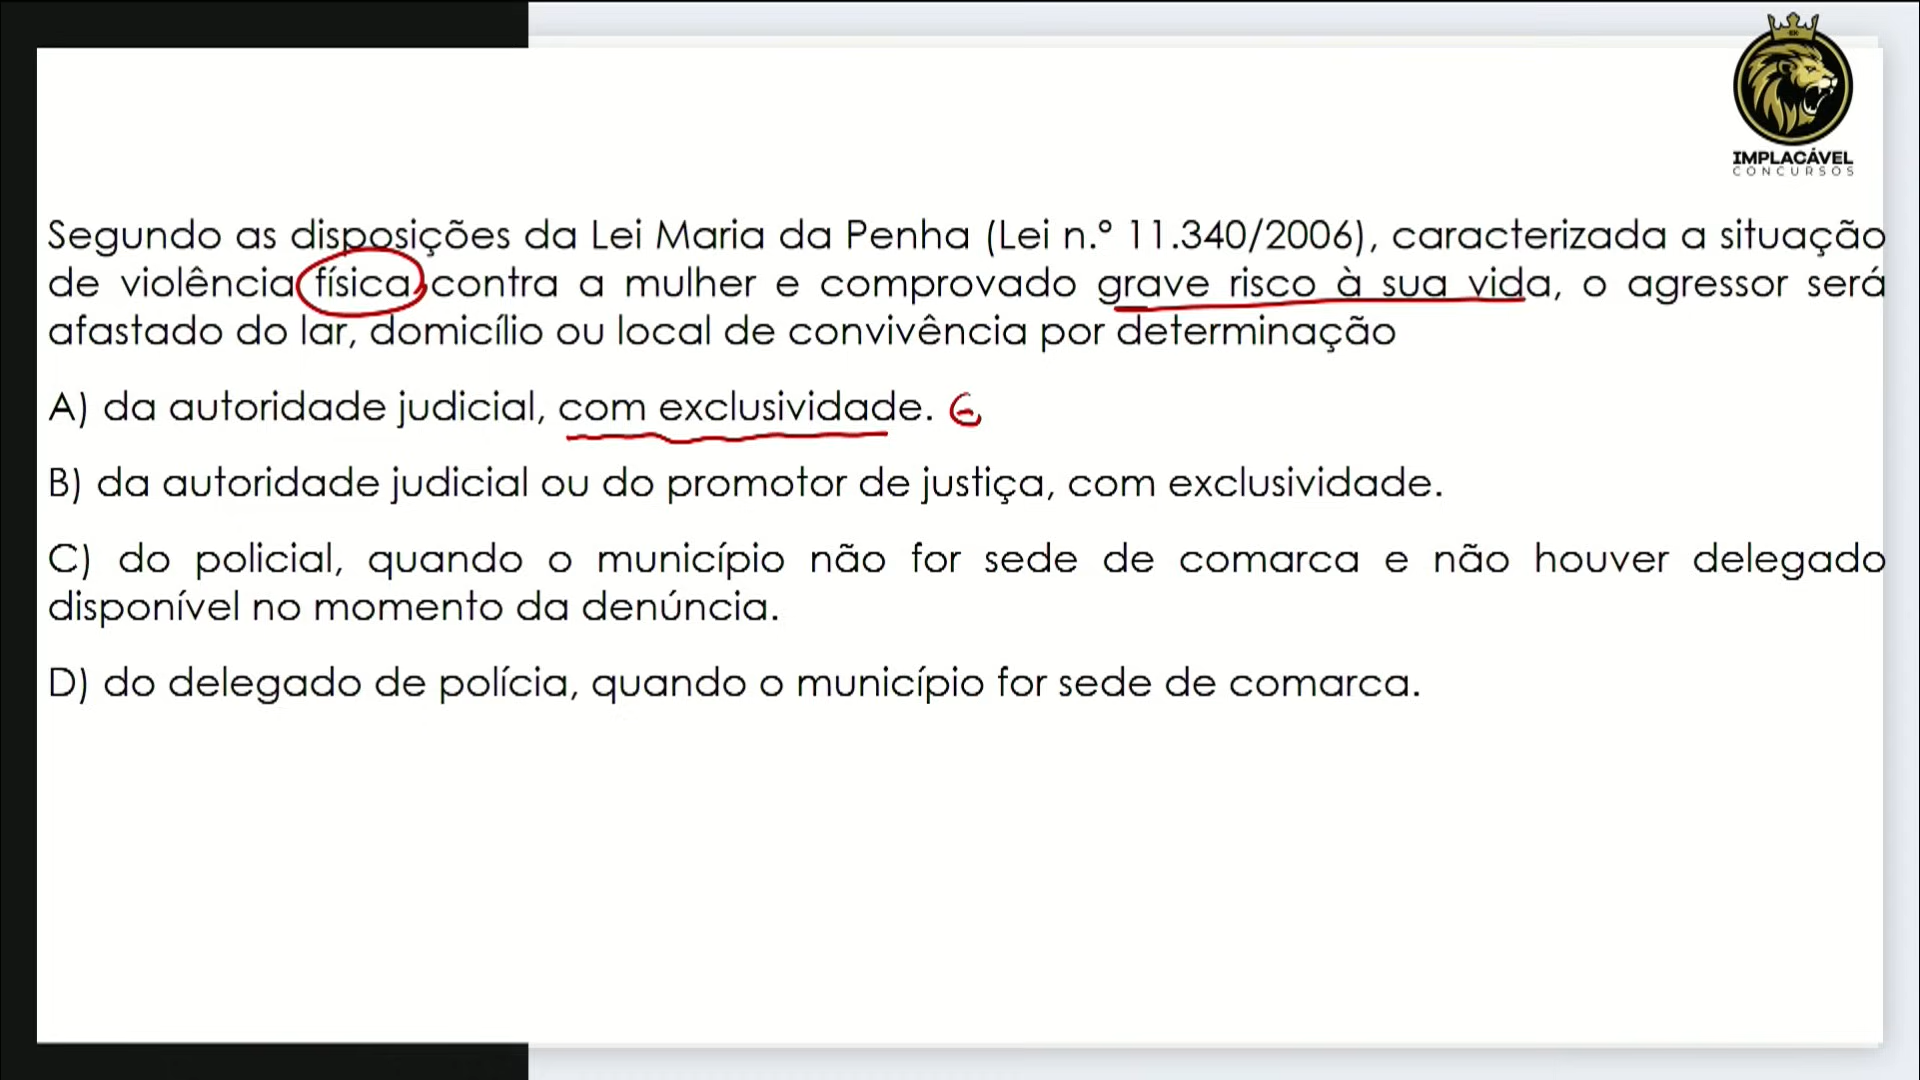 IMPLACÁVEL
CONCURSOS
Segundo as disposições da Lei Maria da Penha (Lei n.º 11.340/2006), caracterizada a situação
de violência física contra a mulher e comprovado grave risco à sua vida, o agressor será
afastado do lar, domicílio ou local de convivência por determinação
A) da autoridade judicial, com exclusividade.
B) da autoridade judicial ou do promotor de justiça, com exclusividade.
C) do policial, quando o município não for sede de comarca e não houver delegado
disponível no momento da denúncia.
D) do delegado de polícia, quando o município for sede de comarca.